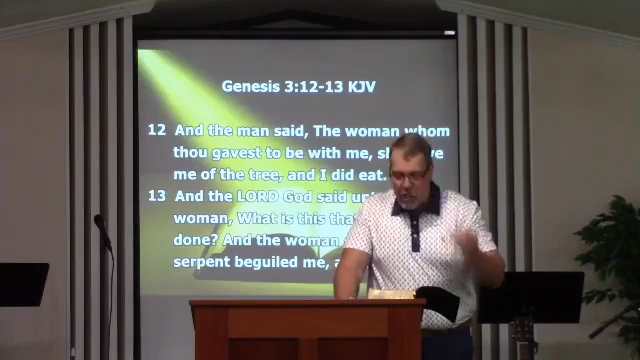 Genesis 3:12-13 KJV
12 And the man said, The woman whom
thou gavest to be with me,
me of the tree, and I did eat.
13 And the LORD God said
woman, What is this
done? And the woman
serpent beguiled me,